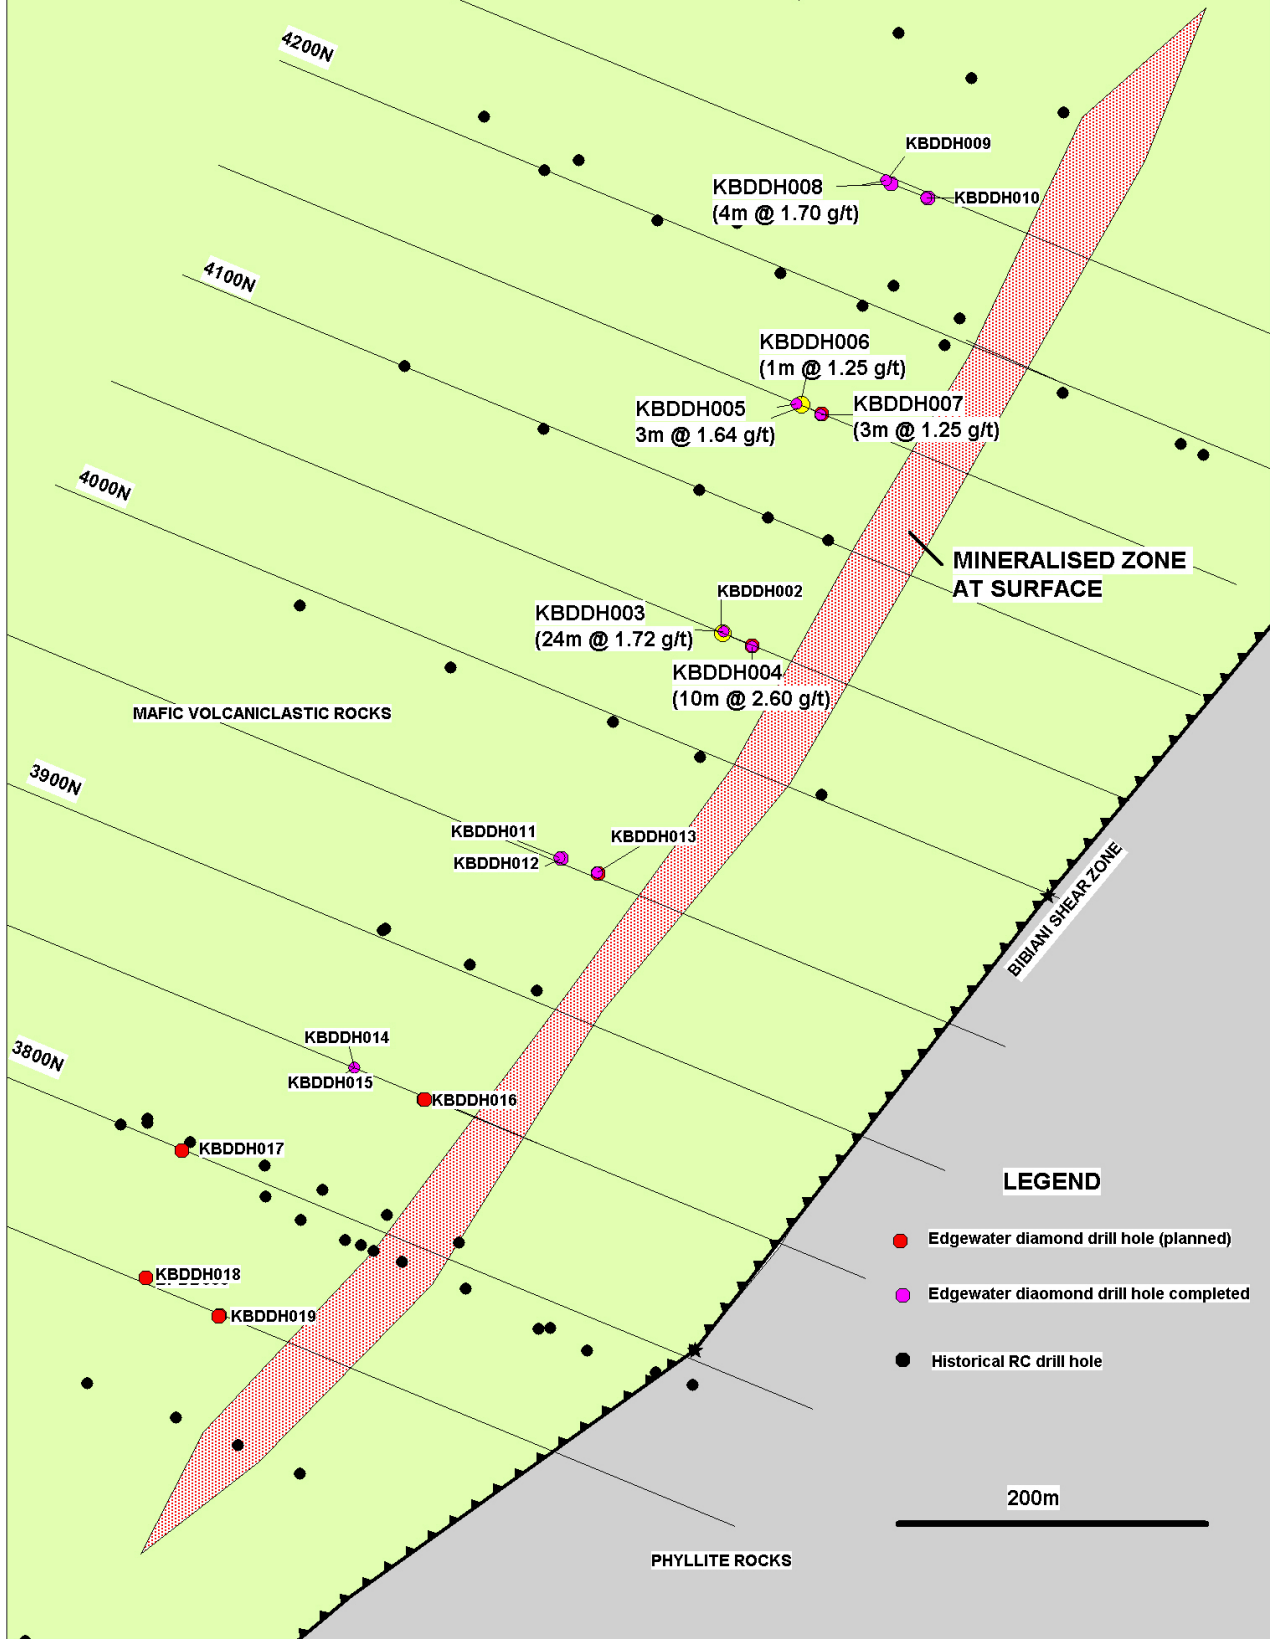 4200N
KBDDH009
KBDDH008
(4m @ 1.70 g/t)
KBDDH010
4100N
KBDDH006
(1m @ 1.25 g/t)
KBDDH005
3m @ 1.64 g/t)
KBDDH007
(3m @ 1.25 g/t)
4000N
MINERALISED ZONE
AT SURFACE
KBDDH002
KBDDH003
(24m @ 1.72 g/t)
KBDDH004
(10m @ 2.60 g/t)
MAFIC VOLCANICLASTIC ROCKS
3900N
KBDDH011
KBDDH013
KBDDH012
BIBIANI SHEAR ZONE
3800N
KBDDH014
KBDDH015
KBDDH016
KBDDH017
LEGEND
Edgewater diamond drill hole (planned)
KBDDH018
Edgewater diaomond drill hole completed
KBDDH019
Historical RC drill hole
200m
PHYLLITE ROCKS